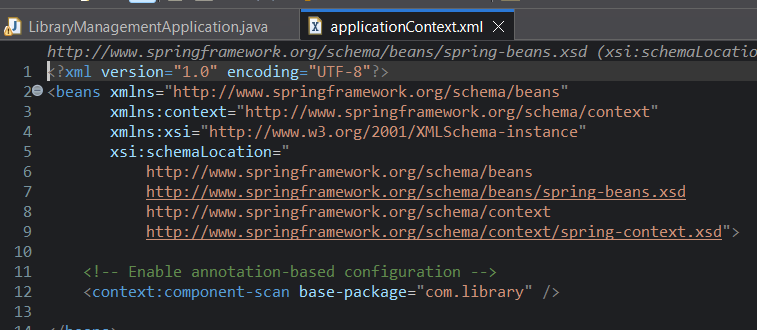 LibraryManagementApplication.java
applicationContext.xml
http://www.springframework.org/schema/beans/spring-beans.xsd (xsi:schemaLocatio
1 <?xml version="1.0" encoding="UTF-8"?>
2 <beans xmlns="http://www.springframework.org/schema/beans"
3 xmlns:context="http://www.springframework.org/schema/context"
4 xmlns:xsi="http://www.w3.org/2001/XMLSchema-instance"
5 xsi:schemaLocation="
6 http://www.springframework.org/schema/beans
7 http://www.springframework.org/schema/beans/spring-beans.xsd
8 http://www.springframework.org/schema/context
9 http://www.springframework.org/schema/context/spring-context.xsd">
10
11 <!-- Enable annotation-based configuration -->
12 <context:component-scan base-package="com.library" />
13
14 </beans>